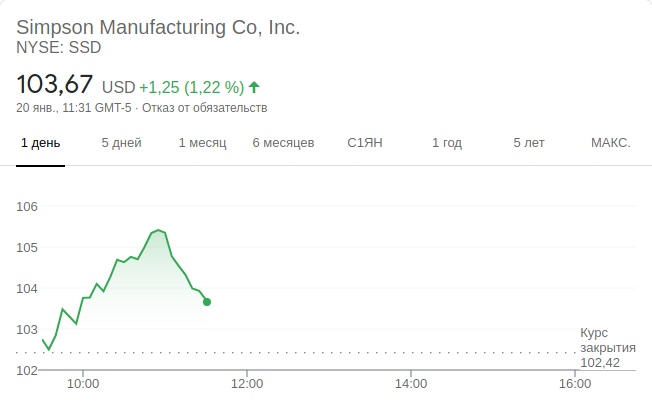 Simpson Manufacturing Co, Inc.
NYSE: SSD
103,67 USD +1,25 (1,22 %)
20 янв., 11:31 GMT-5 · Отказ от обязательств
1 день 5 дней 1 месяц 6 месяцев С1ЯН 1 год 5 лет МАКС.
106
105
104
103
102
Курс
закрытия
102,42
10:00 12:00 14:00 16:00